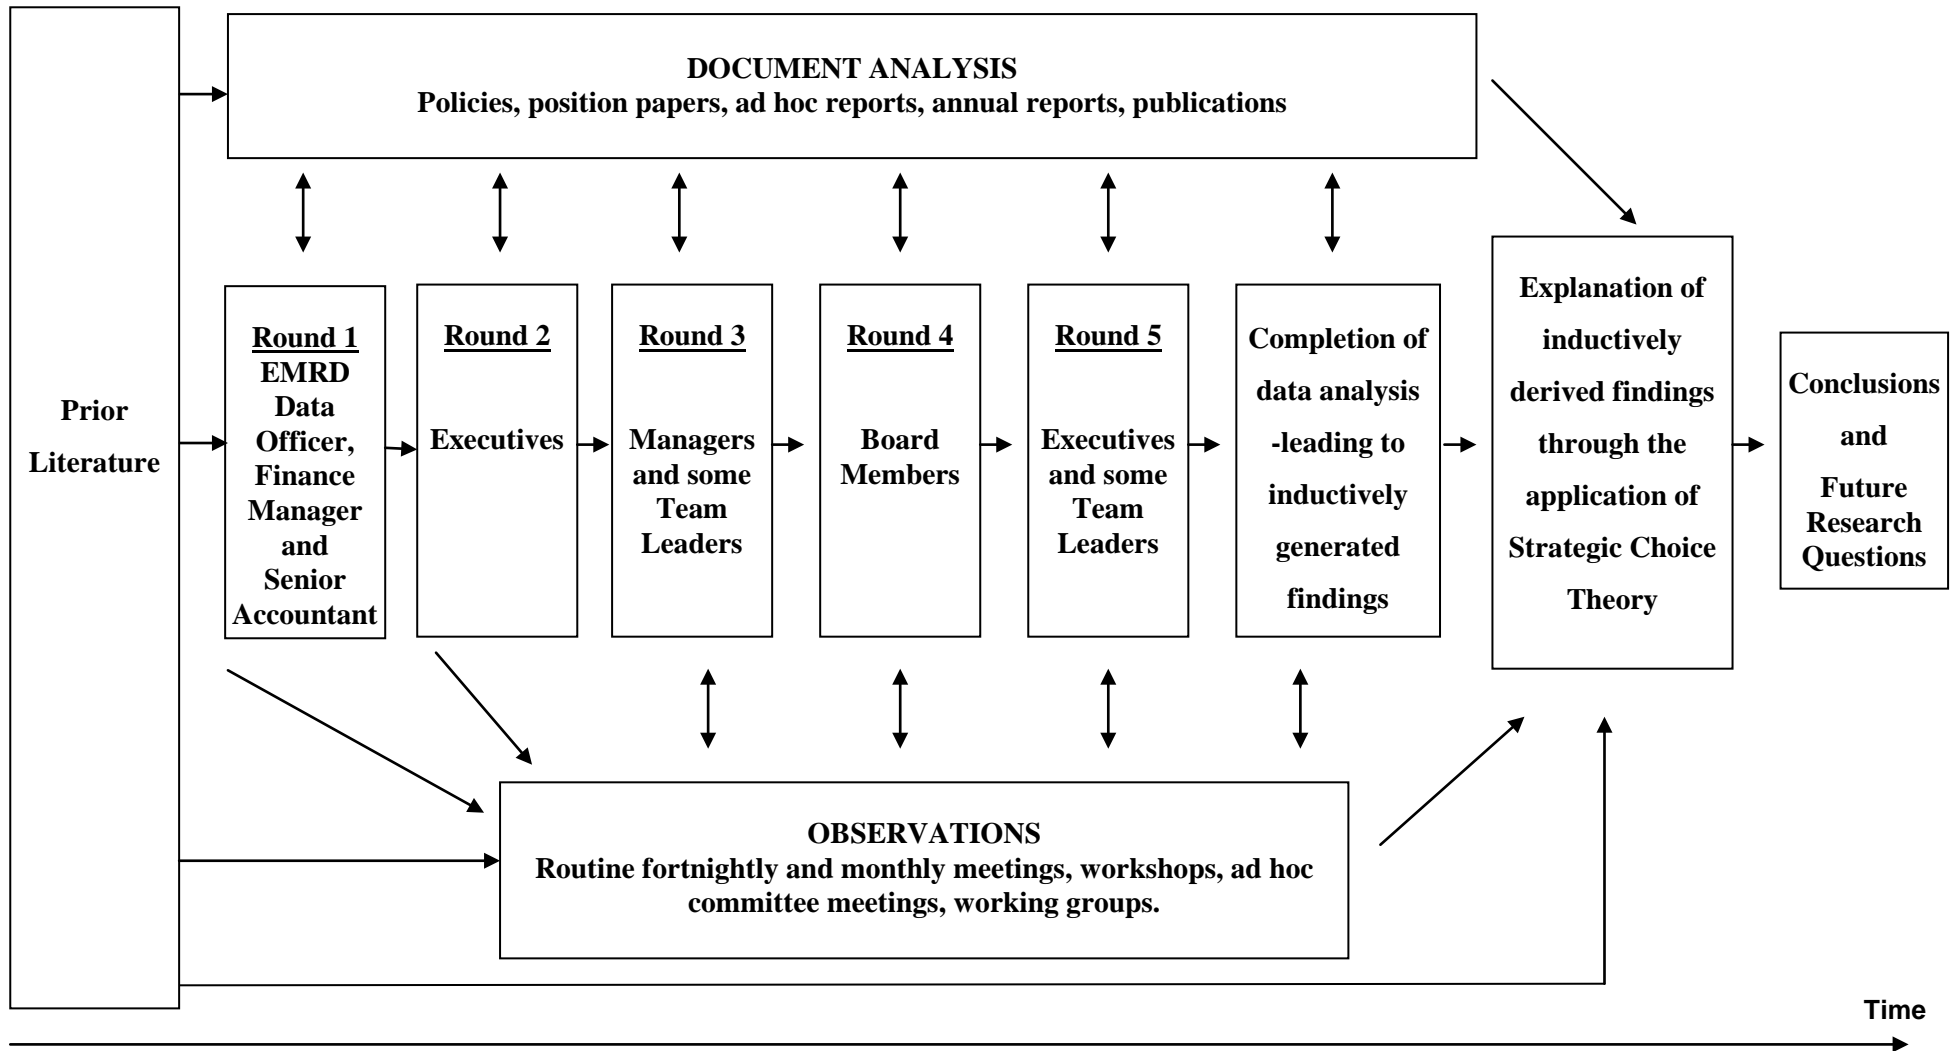 DOCUMENT ANALYSIS
Policies, position papers, ad hoc reports, annual reports, publications
Prior
Literature
Round 1
EMRD
Data
Officer,
Finance
Manager
and
Senior
Accountant
Round 2
Executives
Round 3
Managers
and some
Team
Leaders
Round 4
Board
Members
Round 5
Executives
and some
Team
Leaders
Completion of
data analysis
-leading to
inductively
generated
findings
Explanation of
inductively
derived findings
through the
application of
Strategic Choice
Theory
Conclusions
and
Future
Research
Questions
OBSERVATIONS
Routine fortnightly and monthly meetings, workshops, ad hoc
committee meetings, working groups.
Time